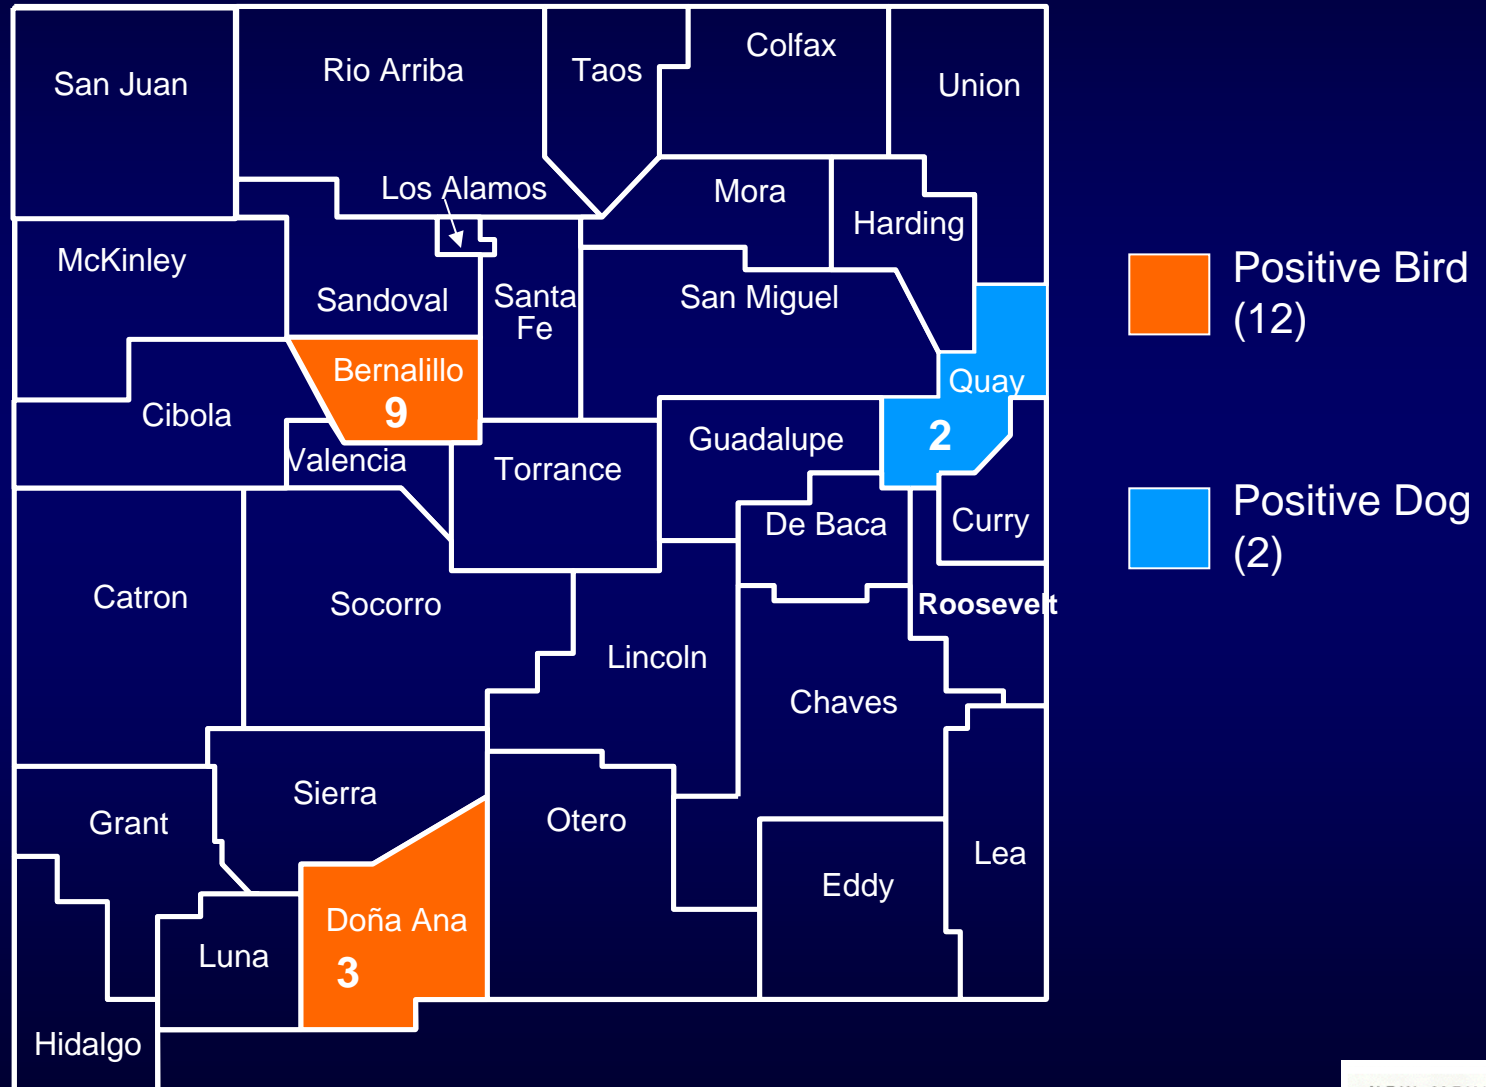 San Juan
Rio Arriba
Taos
Colfax
Union
Los Alamos
Mora
Harding
McKinley
Sandoval
Santa
Fe
San Miguel
Bernalillo
9
Quay
2
Cibola
Valencia
Torrance
Guadalupe
De Baca
Curry
Catron
Socorro
Roosevelt
Lincoln
Chaves
Sierra
Grant
Otero
Lea
Eddy
Doña Ana
3
Luna
Hidalgo
Positive Bird
(12)
Positive Dog
(2)